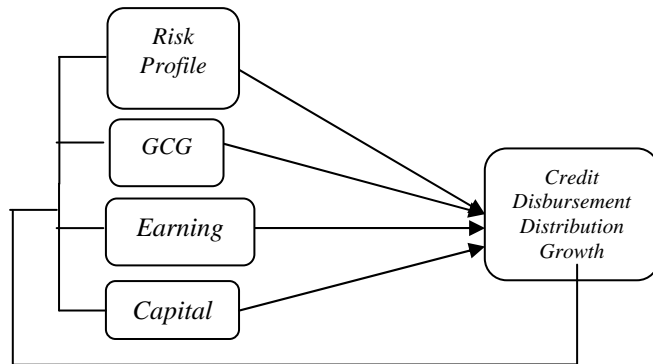 Risk
Profile
GCG
Earning
Capital
Credit
Disbursement
Distribution
Growth